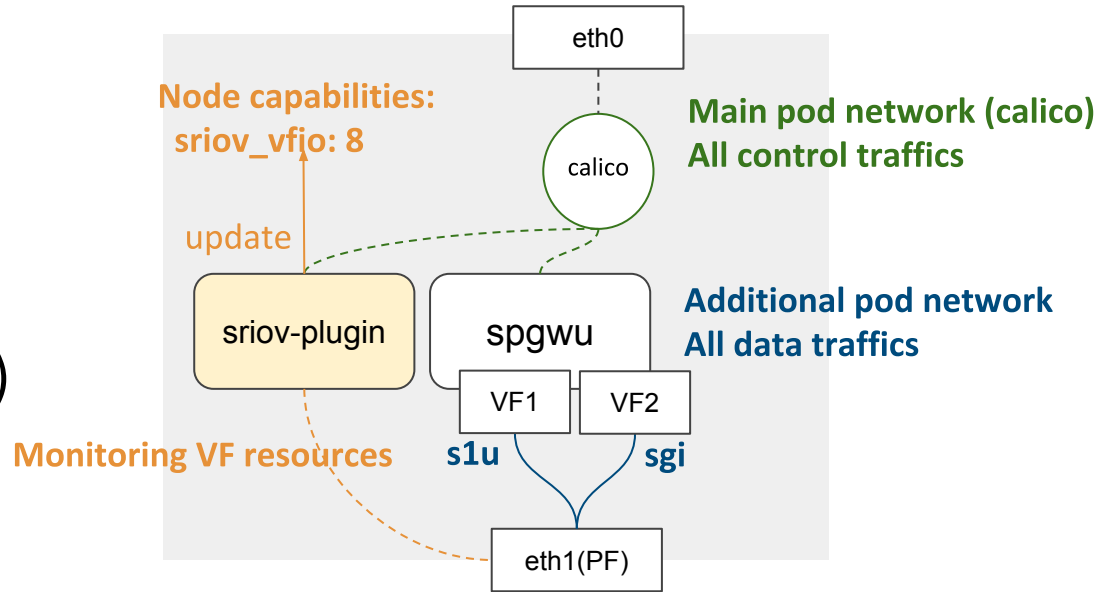 eth0
Node capabilities:
sriov_vfio: 8
Main pod network (calico)
All control traffics
calico
update
sriov-plugin
spgwu
Additional pod network
All data traffics
)
VF1
VF2
Monitoring VF resources
s1u
sgi
eth1(PF)